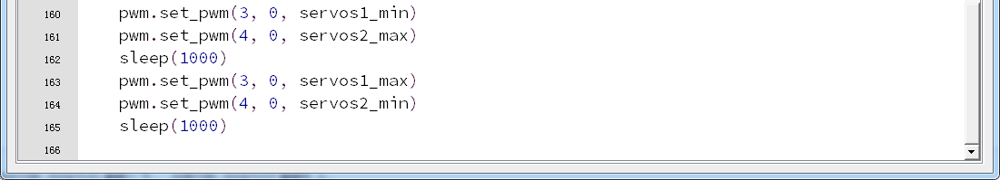 160 pwm.set_pwm(3, 0, servos1_min)
161 pwm.set_pwm(4, 0, servos2_max)
162 sleep(1000)
163 pwm.set_pwm(3, 0, servos1_max)
164 pwm.set_pwm(4, 0, servos2_min)
165 sleep(1000)
166